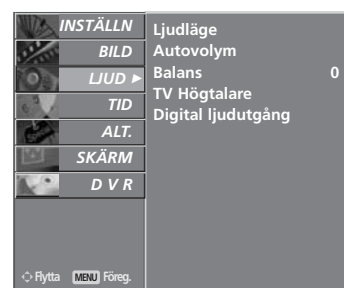 INSTÄLLN
BILD
LJUD ►
TID
ALT.
SKÄRM
D V R
Flytta MENU Föreg.
Ljudläge
Autovolym
Balans 0
TV Högtalare
Digital ljudutgång